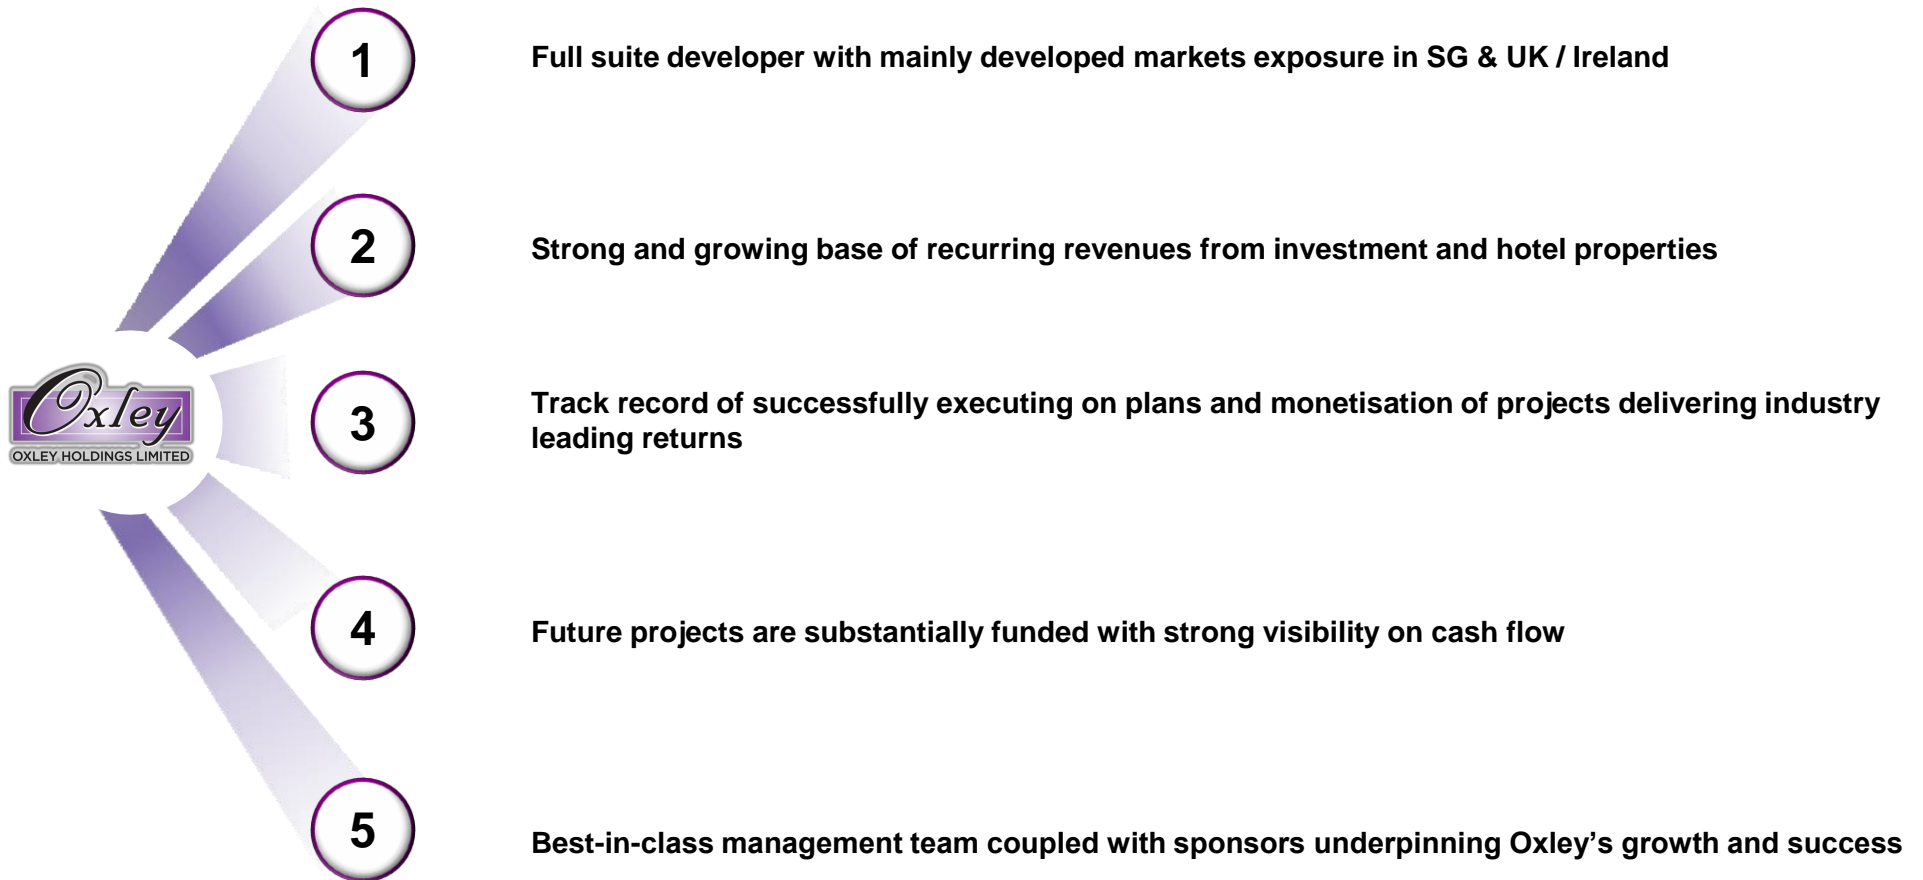 1
Full suite developer with mainly developed markets exposure in SG & UK / Ireland
2
Strong and growing base of recurring revenues from investment and hotel properties
Oxley
OXLEY HOLDINGS LIMITED
3
Track record of successfully executing on plans and monetisation of projects delivering industry
leading returns
4
Future projects are substantially funded with strong visibility on cash flow
5
Best-in-class management team coupled with sponsors underpinning Oxley’s growth and success